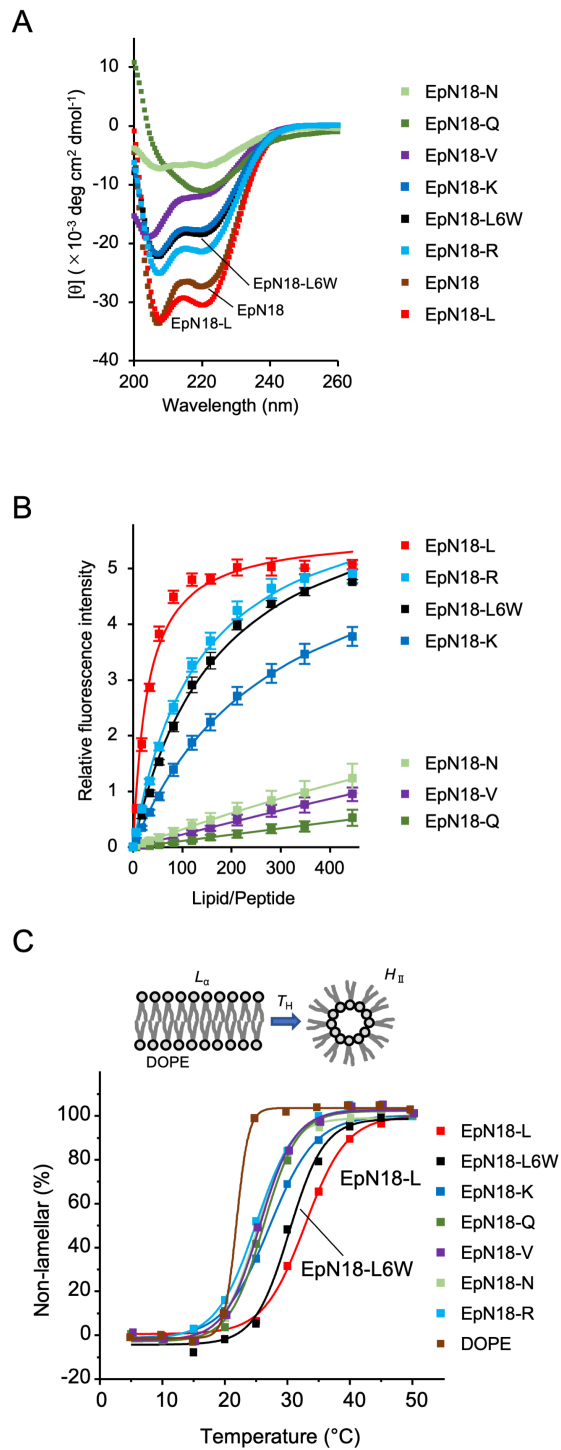 A
[θ] ( ×10⁻³ deg cm² dmol⁻¹)
10
0
-10
-20
-30
-40
200
220
240
260
Wavelength (nm)
EpN18-L6W
EpN18
EpN18-L
EpN18-N
EpN18-Q
EpN18-V
EpN18-K
EpN18-L6W
EpN18-R
EpN18
EpN18-L
B
Relative fluorescence intensity
5
4
3
2
1
0
0
100
200
300
400
Lipid/Peptide
EpN18-L
EpN18-R
EpN18-L6W
EpN18-K
EpN18-N
EpN18-V
EpN18-Q
C
Lα
TH
HⅡ
DOPE
Non-lamellar (%)
100
80
60
40
20
0
-20
0
10
20
30
40
50
Temperature (°C)
EpN18-L
EpN18-L6W
EpN18-L
EpN18-L6W
EpN18-K
EpN18-Q
EpN18-V
EpN18-N
EpN18-R
DOPE